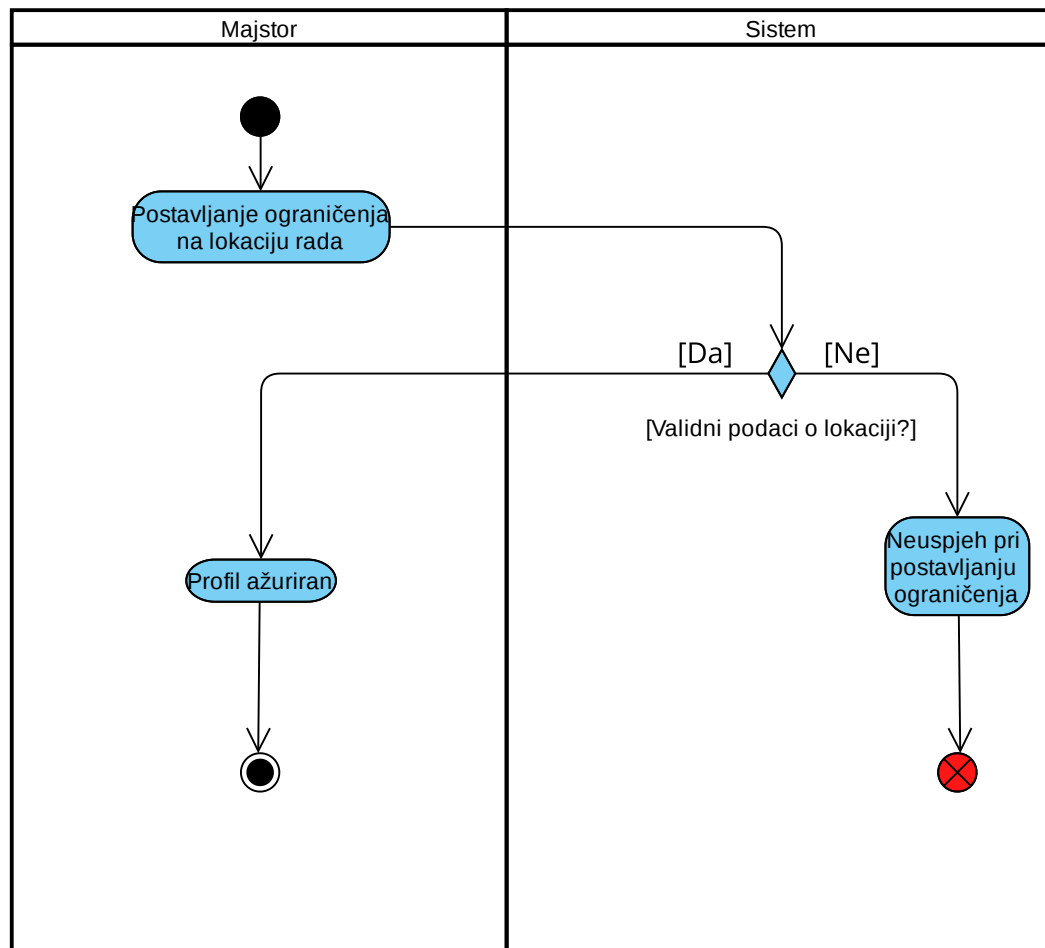 Majstor
Sistem
Postavljanje ograničenja
na lokaciju rada
[Da]
[Ne]
[Validni podaci o lokaciji?]
Profil ažuriran
Neuspjeh pri
postavljanju
ograničenja